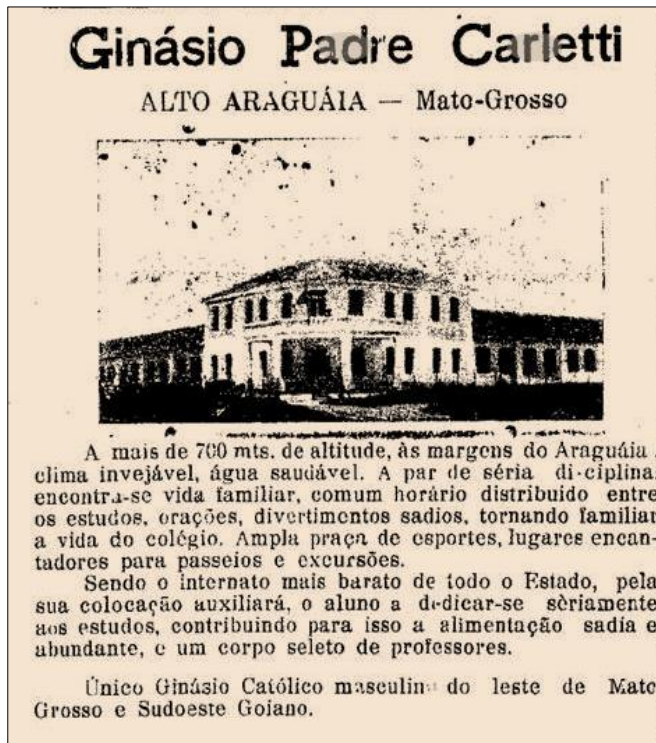 Ginásio Padre Carletti
ALTO ARAGUÁIA — Mato-Grosso
A mais de 700 mts. de altitude, às margens do Araguáia,
clima invejável, água saudável. A par de séria di-ciplina,
encontra-se vida familiar, comum horário distribuido entre
os estudos, orações, divertimentos sadios, tornando familiar
a vida do colégio. Ampla praça de esportes, lugares encan-
tadores para passeios e excursões.
Sendo o internato mais barato de todo o Estado, pela
sua colocação auxiliará, o aluno a dedicar-se sèriamente
aos estudos, contribuindo para isso a alimentação sadia e
abundante, e um corpo seleto de professores.
Único Ginásio Católico masculino do leste de Mato
Grosso e Sudoeste Goiano.